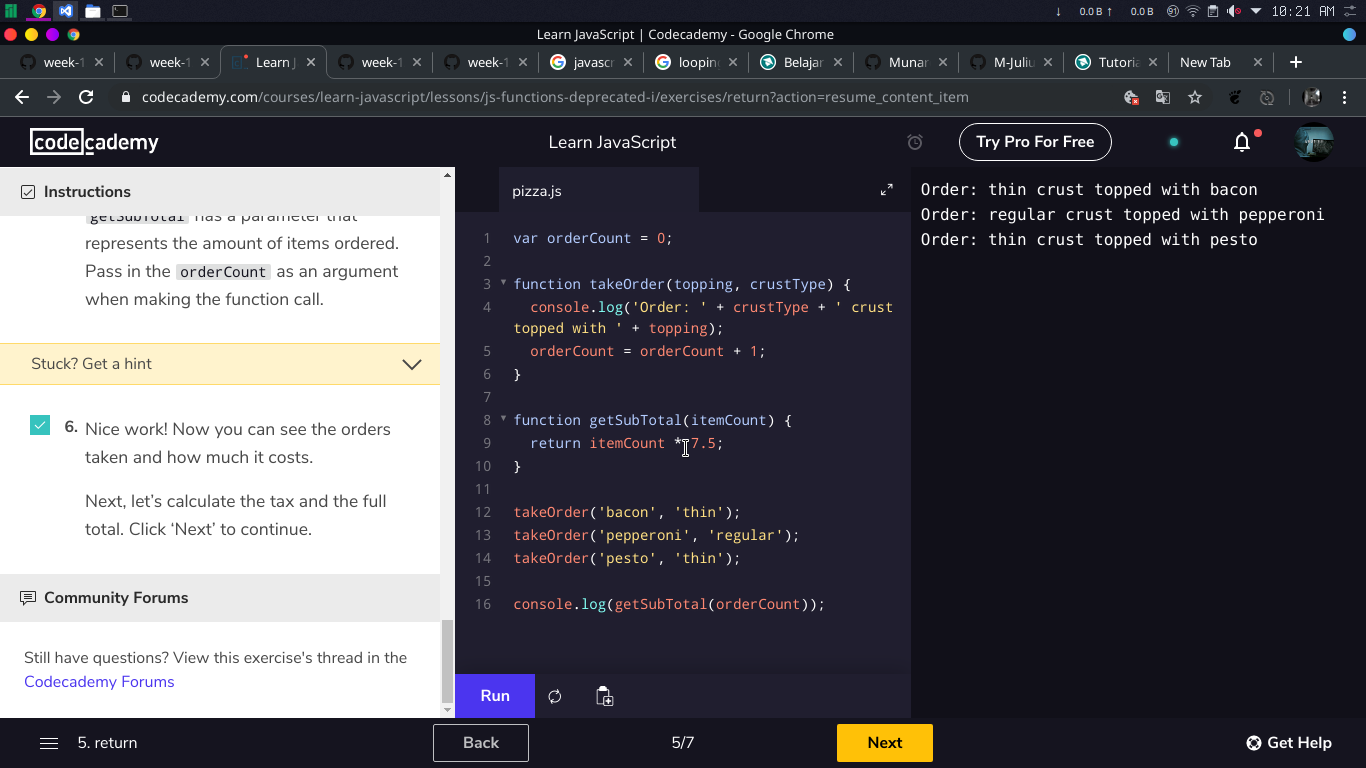 0.0 B
0.0 B
10:21 AM
Learn JavaScript | Codecademy - Google Chrome
week-1
week-1
Learn J
week-1
week-1
javascr
looping
Belajar
Munar
M-Juliu
Tutoria
New Tab
codecademy.com/courses/learn-javascript/lessons/js-functions-deprecated-i/exercises/return?action=resume_content_item
codecademy
Learn JavaScript
Try Pro For Free
Instructions
getSubTotal has a parameter that
represents the amount of items ordered.
Pass in the orderCount as an argument
when making the function call.
Stuck? Get a hint
6. Nice work! Now you can see the orders
taken and how much it costs.
Next, let’s calculate the tax and the full
total. Click ‘Next’ to continue.
Community Forums
Still have questions? View this exercise's thread in the
Codecademy Forums
pizza.js
1 var orderCount = 0;
2
3 function takeOrder(topping, crustType) {
4 console.log('Order: ' + crustType + ' crust
topped with ' + topping);
5 orderCount = orderCount + 1;
6 }
7
8 function getSubTotal(itemCount) {
9 return itemCount * 7.5;
10 }
11
12 takeOrder('bacon', 'thin');
13 takeOrder('pepperoni', 'regular');
14 takeOrder('pesto', 'thin');
15
16 console.log(getSubTotal(orderCount));
Run
Order: thin crust topped with bacon
Order: regular crust topped with pepperoni
Order: thin crust topped with pesto
5. return
Back
5/7
Next
Get Help